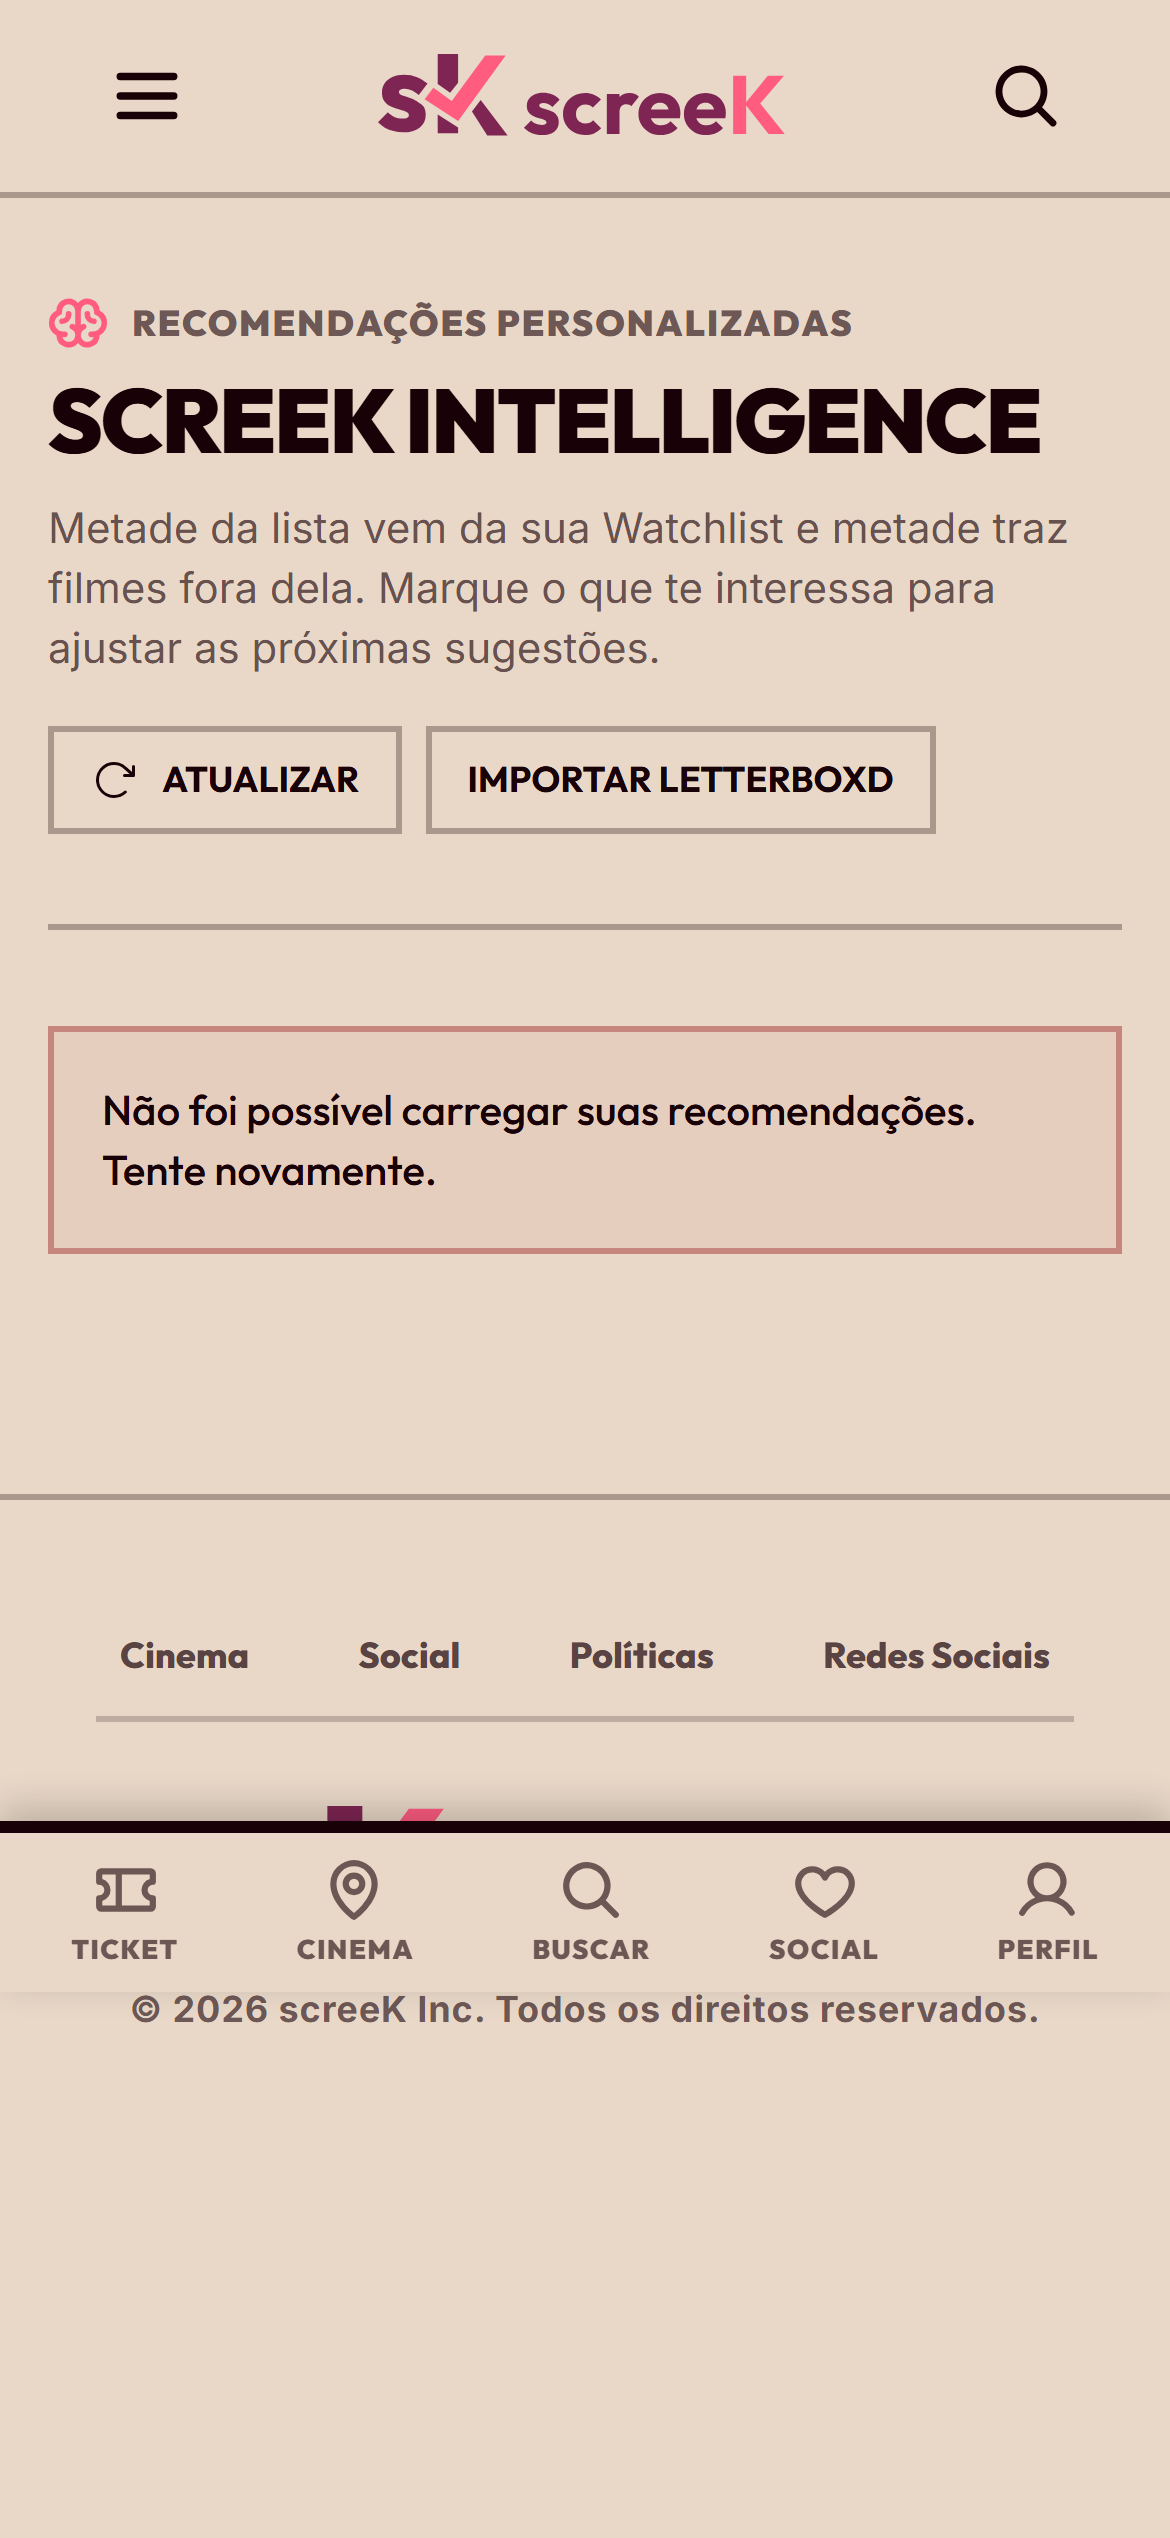 sK screeK
RECOMENDAÇÕES PERSONALIZADAS
SCREEK INTELLIGENCE
Metade da lista vem da sua Watchlist e metade traz
filmes fora dela. Marque o que te interessa para
ajustar as próximas sugestões.
ATUALIZAR
IMPORTAR LETTERBOXD
Não foi possível carregar suas recomendações.
Tente novamente.
Cinema
Social
Políticas
Redes Sociais
TICKET
CINEMA
BUSCAR
SOCIAL
PERFIL
© 2026 screeK Inc. Todos os direitos reservados.